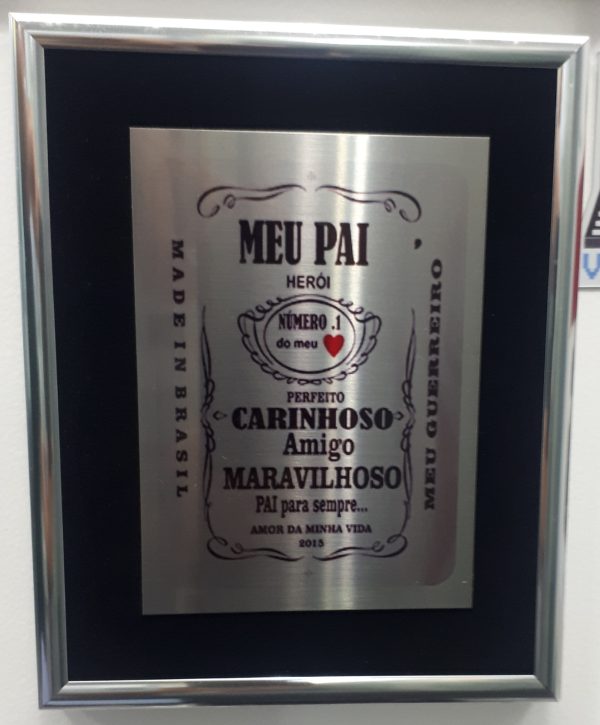 MEU PAI
HERÓI
NÚMERO .1
do meu
PERFEITO
CARINHOSO
Amigo
MARAVILHOSO
PAI para sempre...
AMOR DA MINHA VIDA
2015
MADE IN BRASIL
MEU GUERREIRO
V